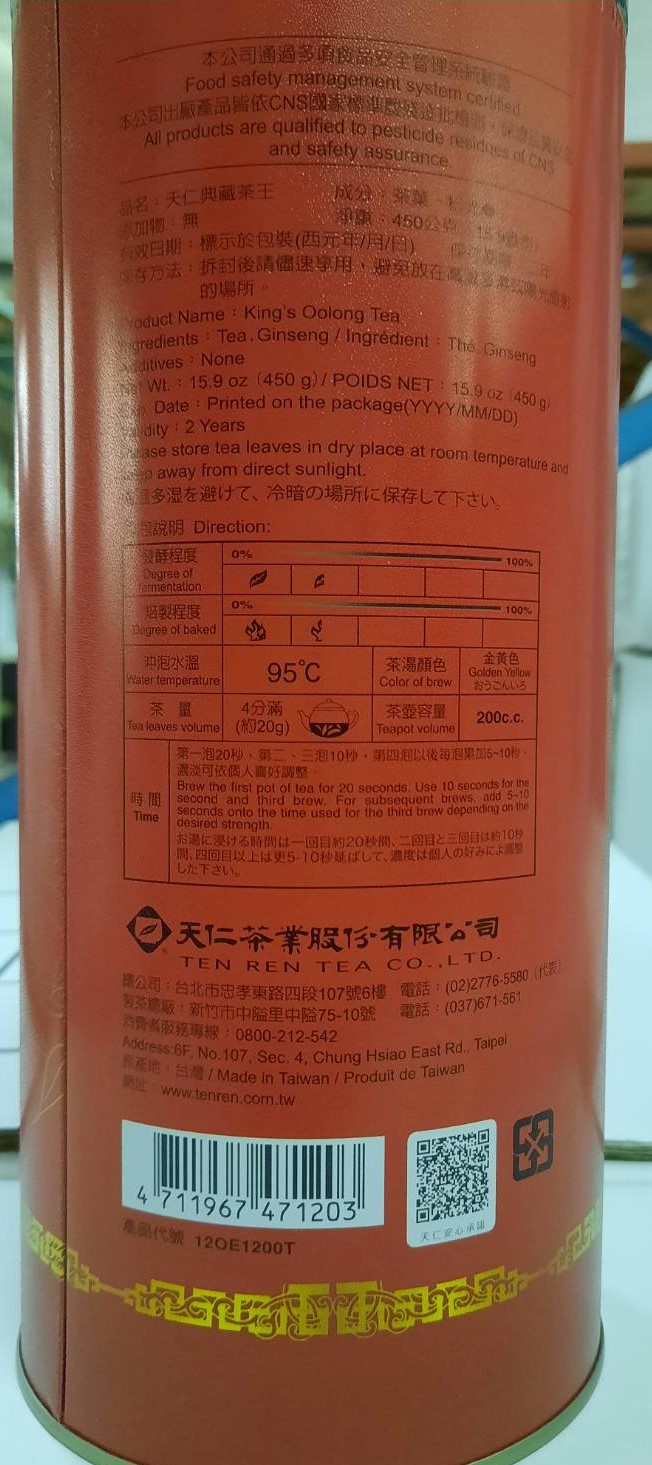 本公司通過多項食品安全管理系統驗證
Food safety management system certified.
本公司出廠產品皆依CNS國家標準農殘逐批檢測，
All products are qualified to pesticide residues of CNS
and safety assurance.
品名：天仁典藏茶王 成分：茶葉、
添加物：無 淨重：450公克
有效日期：標示於包裝(西元年/月/日)
保存方法：拆封後請儘速享用，避免放在高溫多濕或陽光直射
的場所。
Product Name：King's Oolong Tea
Ingredients：Tea, Ginseng / Ingrédient：Thé, Ginseng
Additives：None
Net Wt.：15.9 oz (450 g)/ POIDS NET：15.9 oz (450 g)
Exp. Date：Printed on the package(YYYY/MM/DD)
Validity：2 Years
Please store tea leaves in dry place at room temperature and
keep away from direct sunlight.
高温多湿を避けて、冷暗の場所に保存して下さい。
沖泡說明 Direction:
發酵程度 0% 100%
Degree of
Fermentation
焙製程度 0% 100%
Degree of baked
沖泡水溫 95°C 茶湯顏色 金黃色
Water temperature Color of brew Golden Yellow
おうごんいろ
茶 量 4分滿 茶壺容量 200c.c.
Tea leaves volume (約20g) Teapot volume
時間
Time
第一泡20秒，第二、三泡10秒，第四泡以後每泡累加5~10秒，
濃淡可依個人喜好調整。
Brew the first pot of tea for 20 seconds. Use 10 seconds for the
second and third brew. For subsequent brews, add 5-10
seconds onto the time used for the third brew depending on the
desired strength.
お湯に浸ける時間は一回目約20秒間、二回目と三回目は約10秒
間、四回目以上は更5-10秒延ばして、濃度は個人の好みによ調整
した下さい。
天仁茶業股份有限公司
TEN REN TEA CO.,LTD.
總公司：台北市忠孝東路四段107號6樓 電話：(02)2776-5580 (代表)
製茶總廠：新竹市中隘里中隘75-10號 電話：(037)671-561
消費者服務專線：0800-212-542
Address:6F, No.107, Sec. 4, Chung Hsiao East Rd., Taipei
原產地：台灣 / Made in Taiwan / Produit de Taiwan
網址：www.tenren.com.tw
4 711967 471203
天仁安心承諾
產品代號 12OE1200T